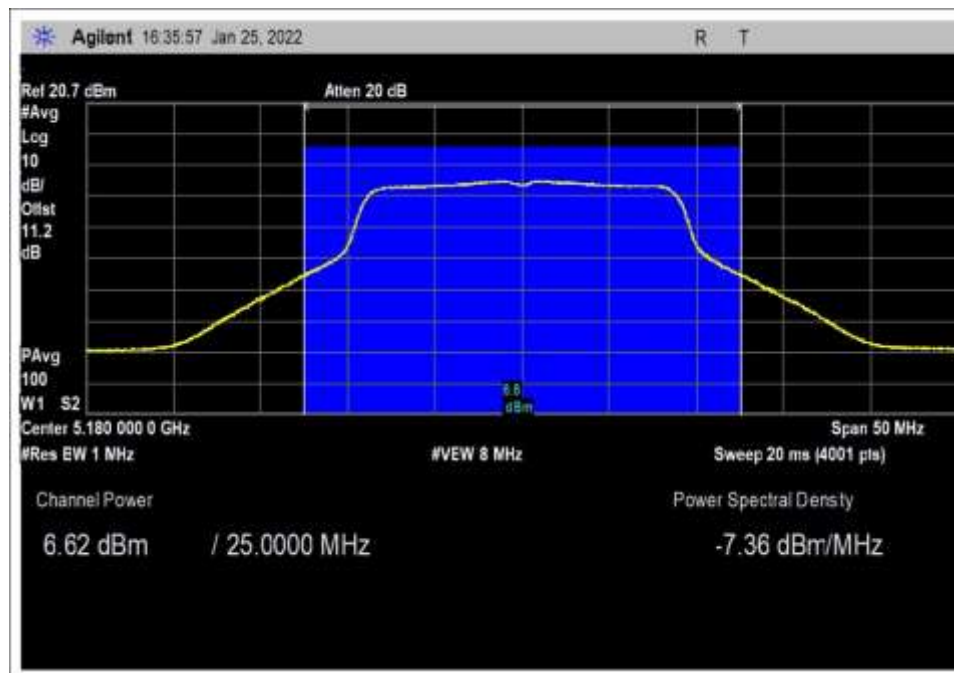 Agilent 16:35:57 Jan 25, 2022 R T
Ref 20.7 dBm Atten 20 dB
#Avg
Log
10
dB/
Offst
11.2
dB
PAvg
100
W1 S2
6.6
dBm
Center 5.180 000 0 GHz Span 50 MHz
#Res BW 1 MHz #VBW 8 MHz Sweep 20 ms (4001 pts)
Channel Power Power Spectral Density
6.62 dBm / 25.0000 MHz -7.36 dBm/MHz